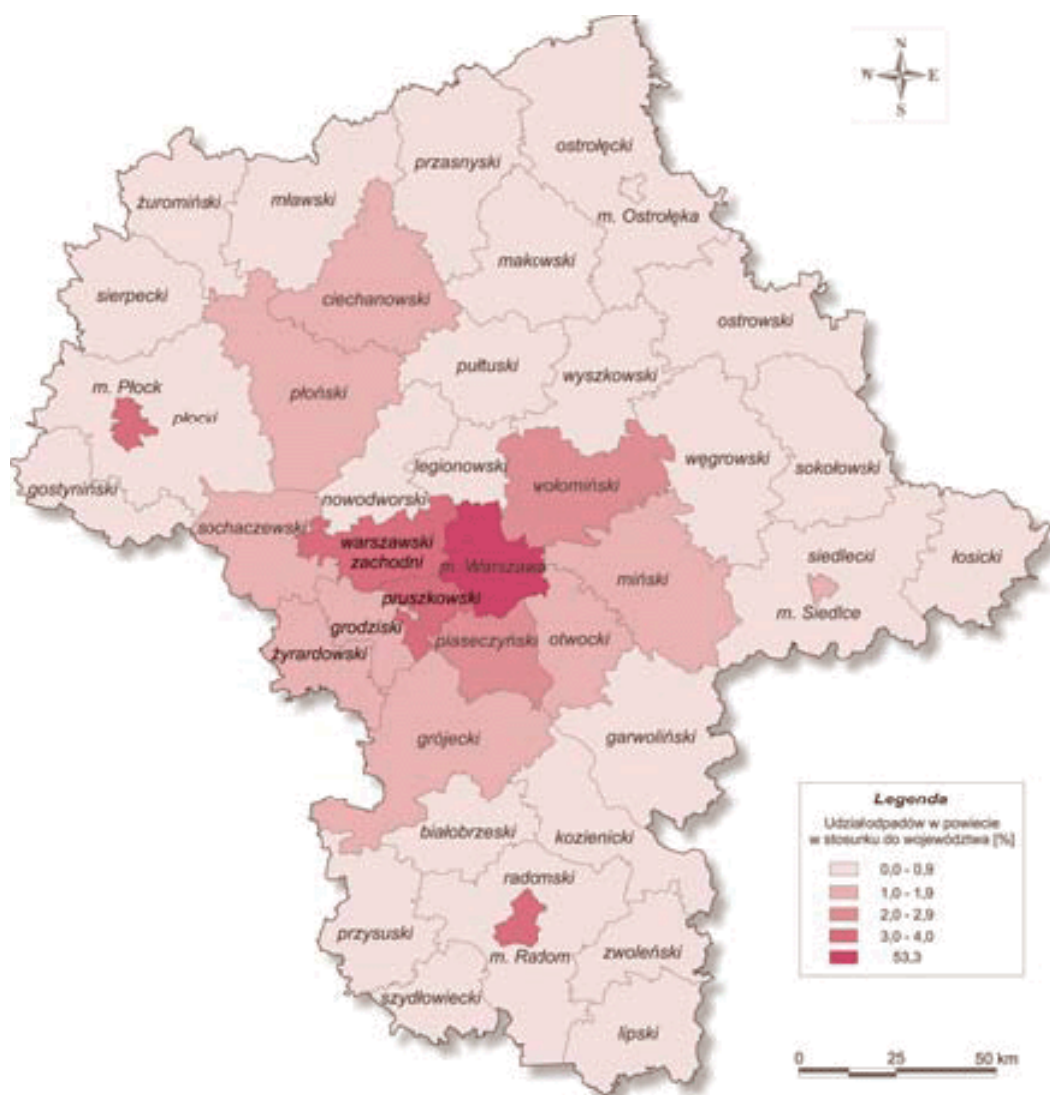 N
W E
S
ostrołęcki
przasnyski
żuromiński
mławski
m. Ostrołęka
makowski
sierpecki
ciechanowski
ostrowski
pułtuski
wyszkowski
m. Płock
płoński
płocki
legionowski
węgrowski
sokołowski
gostyniński
wołomiński
nowodworski
sochaczewski
warszawski
zachodni
m. Warszawa
siedlecki
łosicki
miński
pruszkowski
m. Siedlce
grodziski
piaseczyński
otwocki
żyrardowski
grójecki
garwoliński
białobrzeski
kozienicki
radomski
przysuski
m. Radom
zwoleński
szydłowiecki
lipski
Legenda
Udziałodpadów w powiecie
w stosunku do województwa [%]
0,0 - 0,9
1,0 - 1,9
2,0 - 2,9
3,0 - 4,0
53,3
0 25 50 km